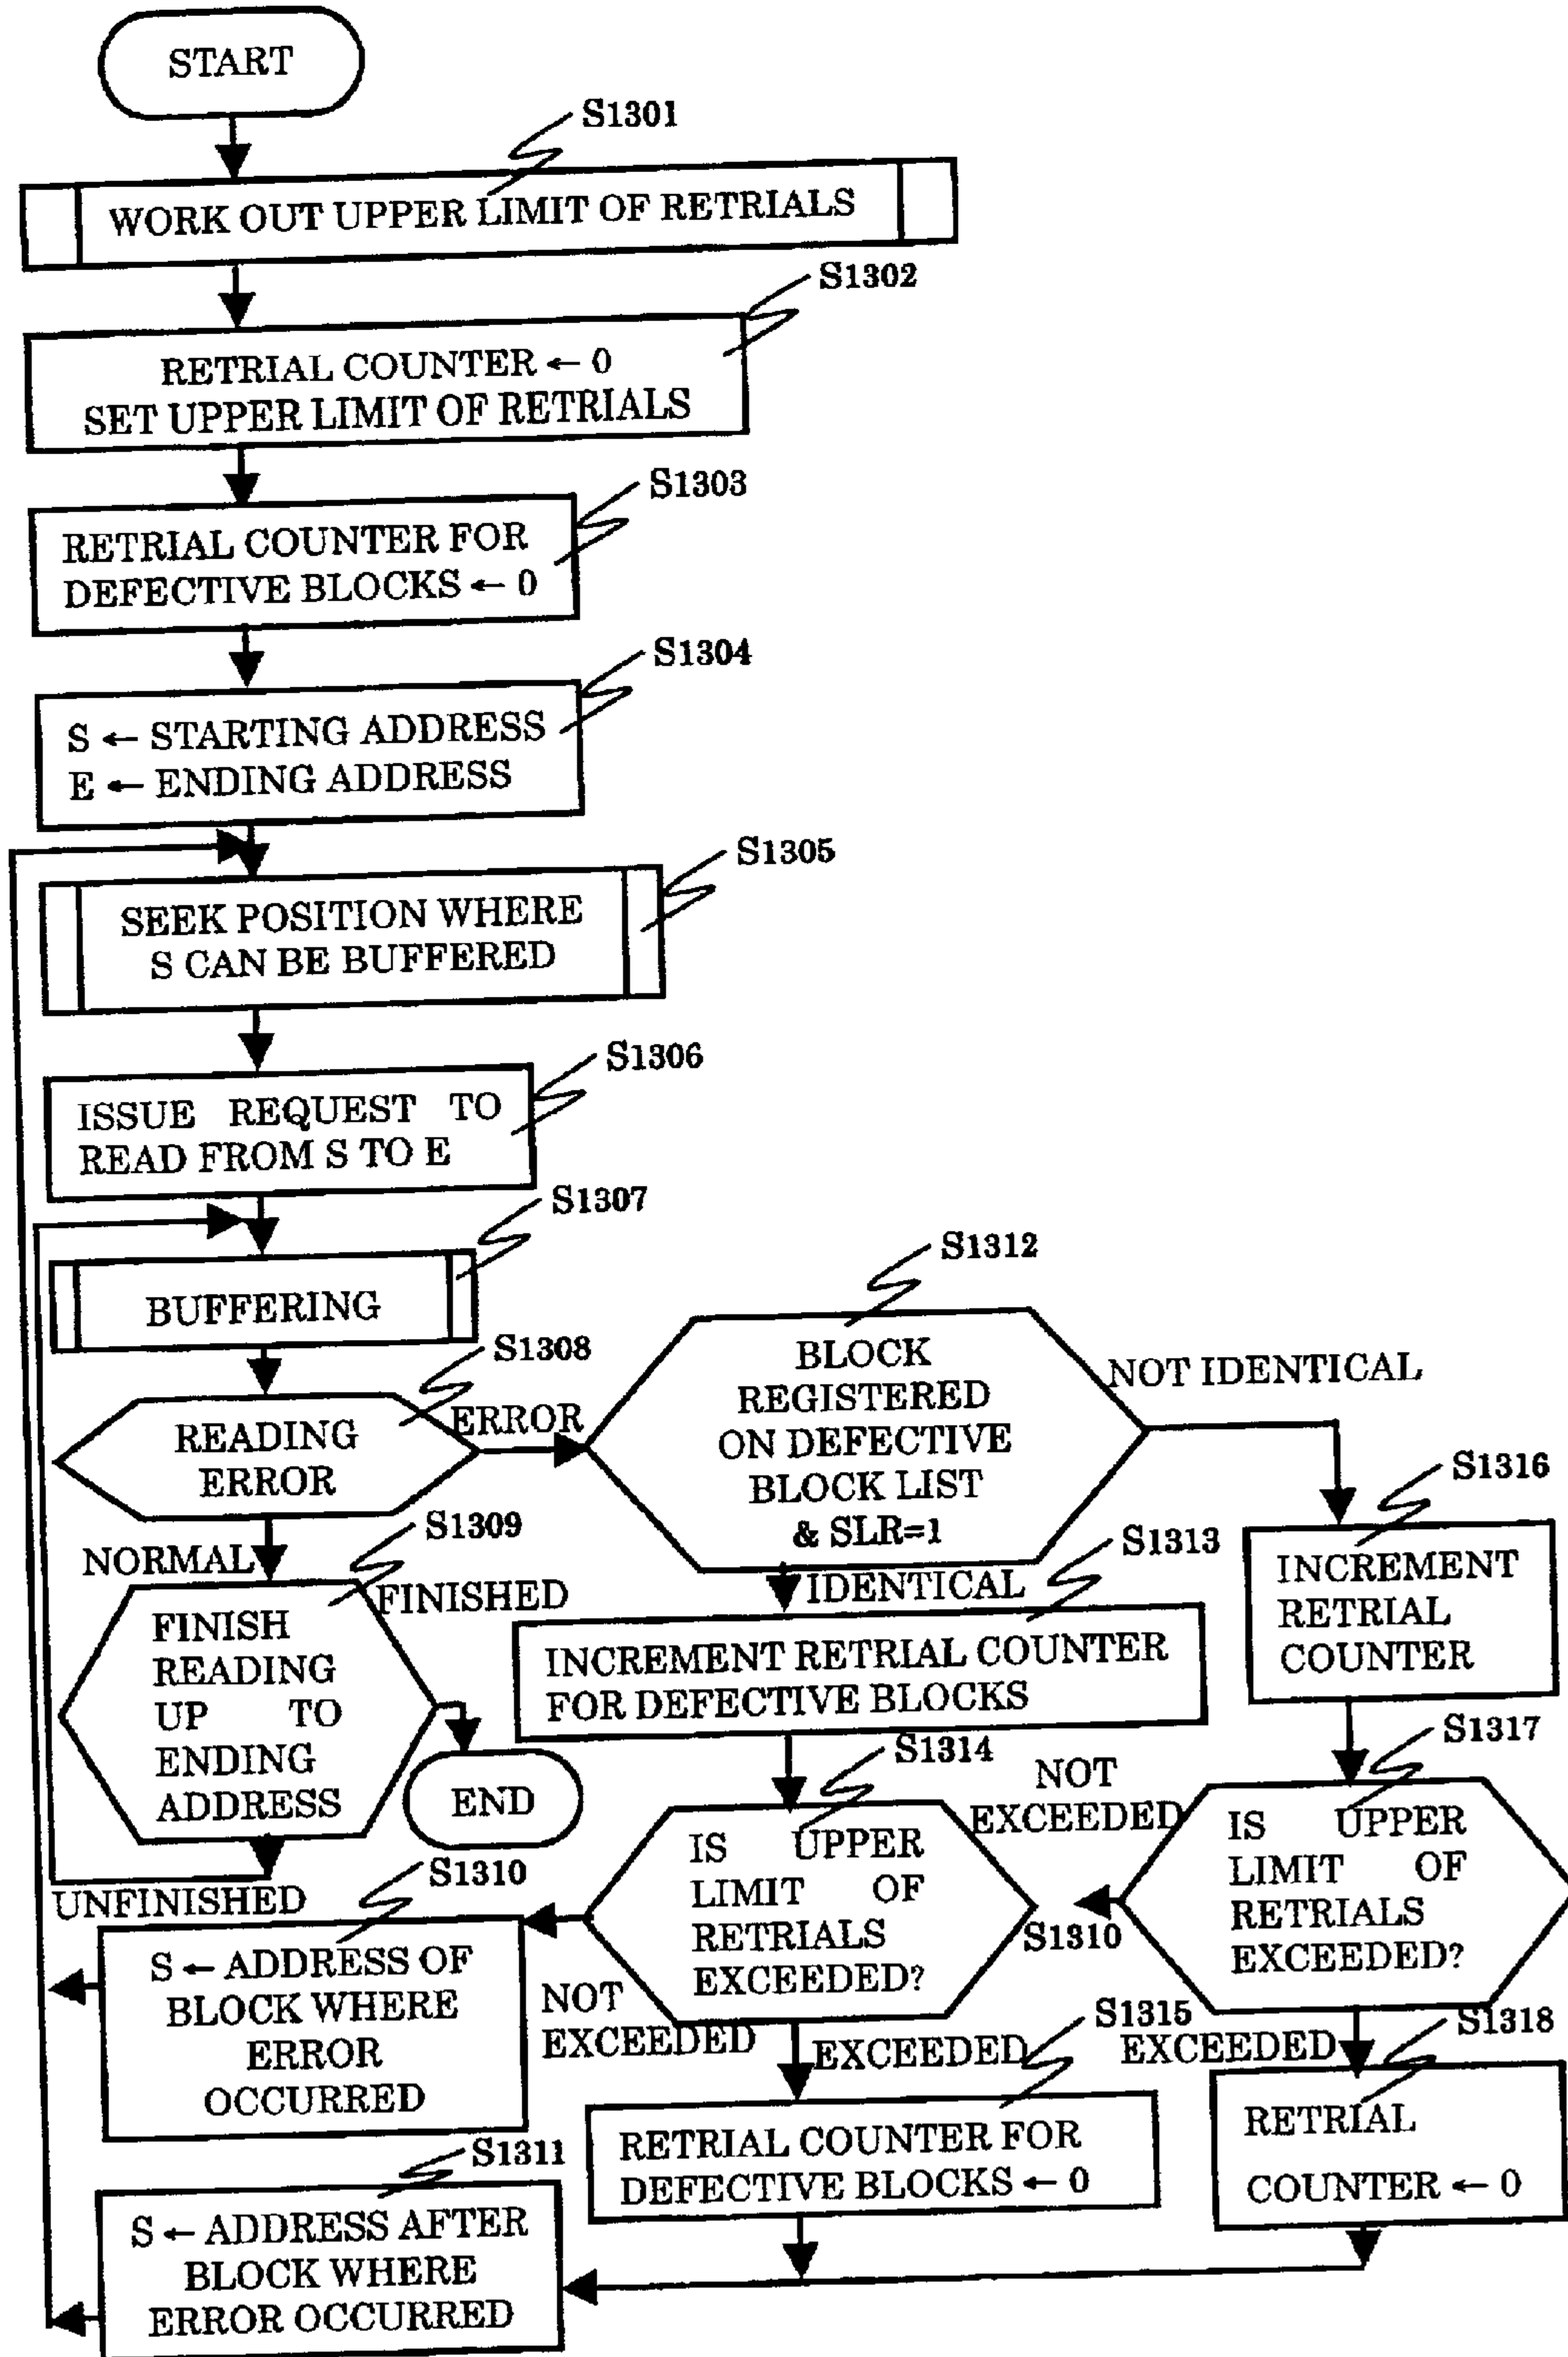 START
S1301
WORK OUT UPPER LIMIT OF RETRIALS
S1302
RETRIAL COUNTER ← 0
SET UPPER LIMIT OF RETRIALS
S1303
RETRIAL COUNTER FOR
DEFECTIVE BLOCKS ← 0
S1304
S ← STARTING ADDRESS
E ← ENDING ADDRESS
S1305
SEEK POSITION WHERE
S CAN BE BUFFERED
S1306
ISSUE REQUEST TO
READ FROM S TO E
S1307
BUFFERING
S1308
READING
ERROR
ERROR
NORMAL
S1309
FINISH
READING
UP TO
ENDING
ADDRESS
FINISHED
END
UNFINISHED
S1312
BLOCK
REGISTERED
ON DEFECTIVE
BLOCK LIST
& SLR=1
NOT IDENTICAL
IDENTICAL
S1313
INCREMENT RETRIAL COUNTER
FOR DEFECTIVE BLOCKS
S1316
INCREMENT
RETRIAL
COUNTER
S1314
IS UPPER
LIMIT OF
RETRIALS
EXCEEDED?
NOT
EXCEEDED
EXCEEDED
S1317
IS UPPER
LIMIT OF
RETRIALS
EXCEEDED?
NOT
EXCEEDED
S1310
EXCEEDED
S1310
S ← ADDRESS OF
BLOCK WHERE
ERROR
OCCURRED
S1315
RETRIAL COUNTER FOR
DEFECTIVE BLOCKS ← 0
S1318
RETRIAL
COUNTER ← 0
S1311
S ← ADDRESS AFTER
BLOCK WHERE
ERROR OCCURRED